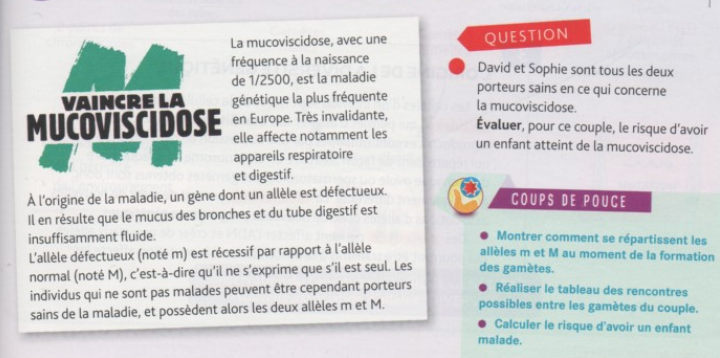 La mucoviscidose, avec une
fréquence à la naissance
de 1/2500, est la maladie
génétique la plus fréquente
en Europe. Très invalidante,
elle affecte notamment les
appareils respiratoire
et digestif.
VAINCRE LA
MUCOVISCIDOSE
À l'origine de la maladie, un gène dont un allèle est défectueux.
Il en résulte que le mucus des bronches et du tube digestif est
insuffisamment fluide.
L'allèle défectueux (noté m) est récessif par rapport à l'allèle
normal (noté M), c'est-à-dire qu'il ne s'exprime que s'il est seul. Les
individus qui ne sont pas malades peuvent être cependant porteurs
sains de la maladie, et possèdent alors les deux allèles m et M.
QUESTION
David et Sophie sont tous les deux
porteurs sains en ce qui concerne
la mucoviscidose.
Évaluer, pour ce couple, le risque d'avoir
un enfant atteint de la mucoviscidose.
COUPS DE POUCE
● Montrer comment se répartissent les
allèles m et M au moment de la formation
des gamètes.
● Réaliser le tableau des rencontres
possibles entre les gamètes du couple.
● Calculer le risque d'avoir un enfant
malade.